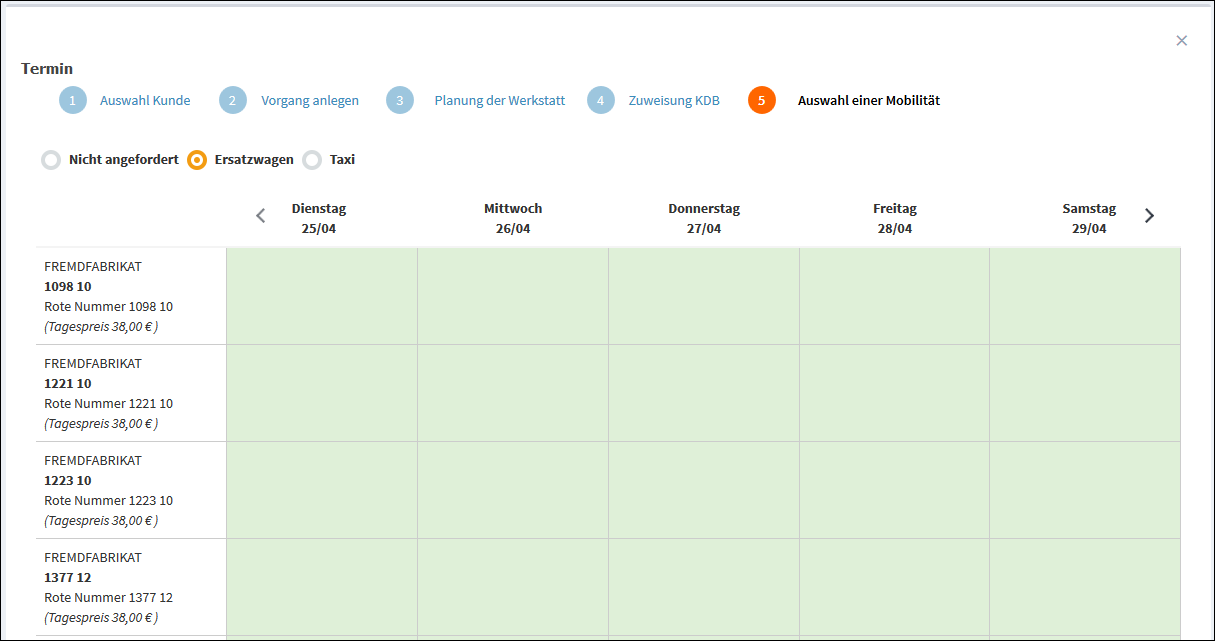 Termin
1 Auswahl Kunde 2 Vorgang anlegen 3 Planung der Werkstatt 4 Zuweisung KDB 5 Auswahl einer Mobilität
Nicht angefordert Ersatzwagen Taxi
Dienstag Mittwoch Donnerstag Freitag Samstag
25/04 26/04 27/04 28/04 29/04
FREMDFABRIKAT
1098 10
Rote Nummer 1098 10
(Tagespreis 38,00 € )
FREMDFABRIKAT
1221 10
Rote Nummer 1221 10
(Tagespreis 38,00 € )
FREMDFABRIKAT
1223 10
Rote Nummer 1223 10
(Tagespreis 38,00 € )
FREMDFABRIKAT
1377 12
Rote Nummer 1377 12
(Tagespreis 38,00 € )